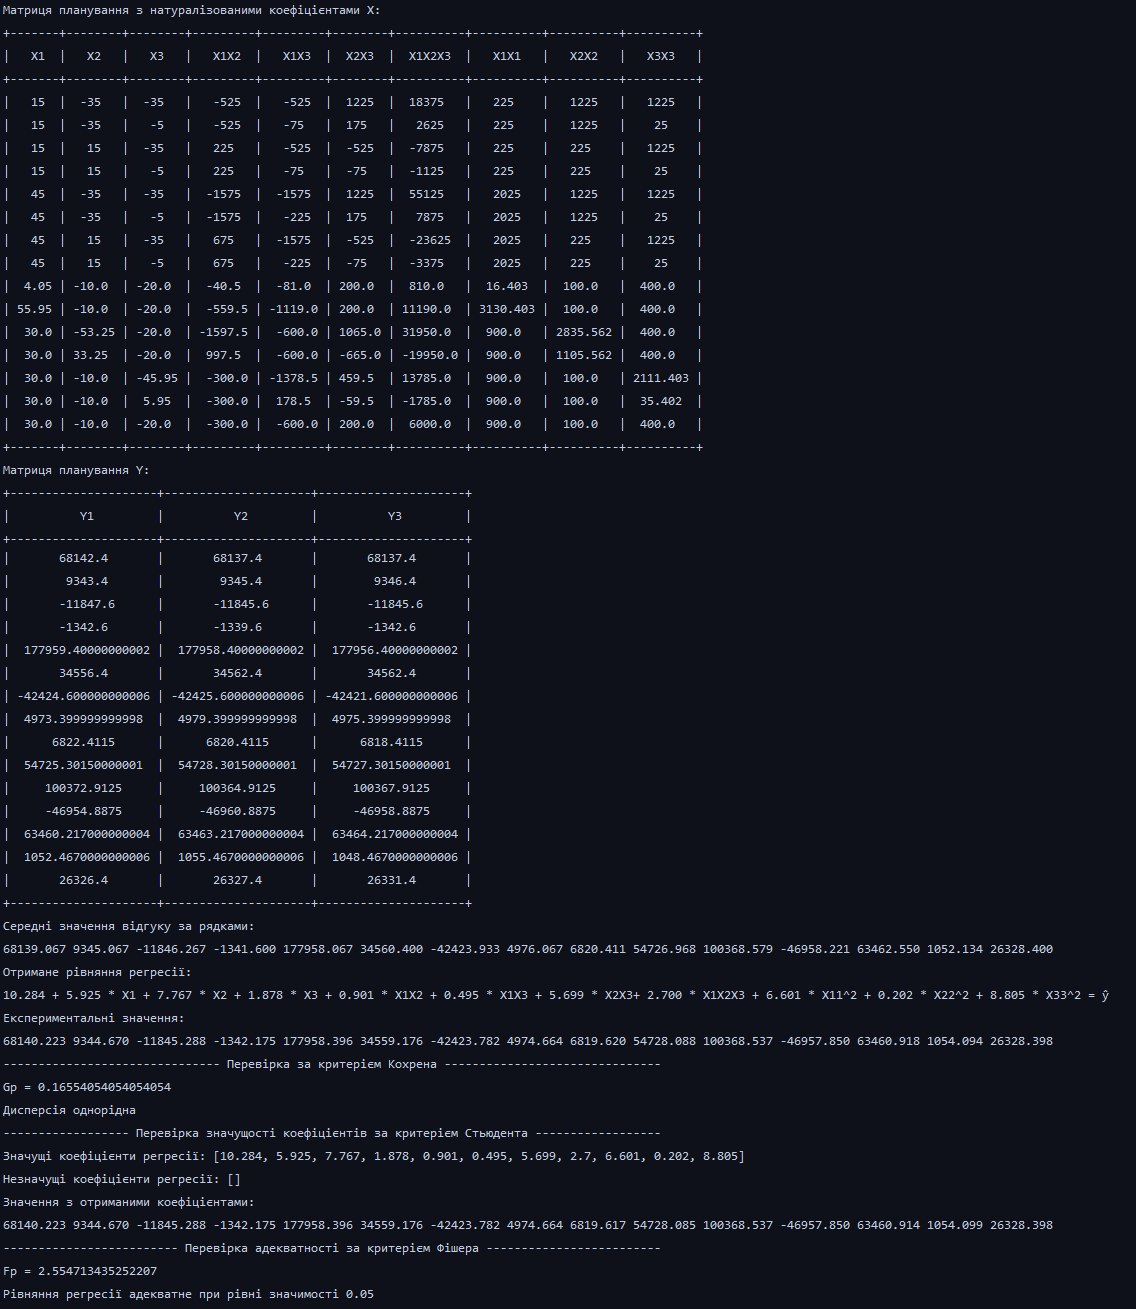 Матриця планування з натуралізованими коефіцієнтами X:
+-------+--------+--------+---------+---------+--------+----------+----------+----------+----------+
|   X1  |   X2   |   X3   |   X1X2  |   X1X3  |  X2X3  |  X1X2X3  |   X1X1   |   X2X2   |   X3X3   |
+-------+--------+--------+---------+---------+--------+----------+----------+----------+----------+
|   15  |  -35   |  -35   |   -525  |   -525  |  1225  |  18375   |   225    |   1225   |   1225   |
|   15  |  -35   |   -5   |   -525  |   -75   |  175   |   2625   |   225    |   1225   |    25    |
|   15  |   15   |  -35   |   225   |   -525  |  -525  |  -7875   |   225    |   225    |   1225   |
|   15  |   15   |   -5   |   225   |   -75   |  -75   |  -1125   |   225    |   225    |    25    |
|   45  |  -35   |  -35   |  -1575  |  -1575  |  1225  |  55125   |   2025   |   1225   |   1225   |
|   45  |  -35   |   -5   |  -1575  |   -225  |  175   |   7875   |   2025   |   1225   |    25    |
|   45  |   15   |  -35   |   675   |  -1575  |  -525  |  -23625  |   2025   |   225    |   1225   |
|   45  |   15   |   -5   |   675   |   -225  |  -75   |  -3375   |   2025   |   225    |    25    |
|  4.05 | -10.0  | -20.0  |  -40.5  |  -81.0  | 200.0  |  810.0   |  16.403  |  100.0   |  400.0   |
| 55.95 | -10.0  | -20.0  |  -559.5 | -1119.0 | 200.0  | 11190.0  | 3130.403 |  100.0   |  400.0   |
|  30.0 | -53.25 | -20.0  | -1597.5 |  -600.0 | 1065.0 | 31950.0  |  900.0   | 2835.562 |  400.0   |
|  30.0 | 33.25  | -20.0  |  997.5  |  -600.0 | -665.0 | -19950.0 |  900.0   | 1105.562 |  400.0   |
|  30.0 | -10.0  | -45.95 |  -300.0 | -1378.5 | 459.5  | 13785.0  |  900.0   |  100.0   | 2111.403 |
|  30.0 | -10.0  |  5.95  |  -300.0 |  178.5  | -59.5  | -1785.0  |  900.0   |  100.0   |  35.402  |
|  30.0 | -10.0  | -20.0  |  -300.0 |  -600.0 | 200.0  |  6000.0  |  900.0   |  100.0   |  400.0   |
+-------+--------+--------+---------+---------+--------+----------+----------+----------+----------+
Матриця планування Y:
+---------------------+---------------------+---------------------+
|          Y1         |          Y2         |          Y3         |
+---------------------+---------------------+---------------------+
|       68142.4       |       68137.4       |       68137.4       |
|        9343.4       |        9345.4       |        9346.4       |
|       -11847.6      |       -11845.6      |       -11845.6      |
|       -1342.6       |       -1339.6       |       -1342.6       |
|  177959.40000000002 |  177958.40000000002 |  177956.40000000002 |
|       34556.4       |       34562.4       |       34562.4       |
| -42424.600000000006 | -42425.600000000006 | -42421.600000000006 |
|  4973.399999999998  |  4979.399999999998  |  4975.399999999998  |
|      6822.4115      |      6820.4115      |      6818.4115      |
|  54725.30150000001  |  54728.30150000001  |  54727.30150000001  |
|     100372.9125     |     100364.9125     |     100367.9125     |
|     -46954.8875     |     -46960.8875     |     -46958.8875     |
|  63460.217000000004 |  63463.217000000004 |  63464.217000000004 |
|  1052.4670000000006 |  1055.4670000000006 |  1048.4670000000006 |
|       26326.4       |       26327.4       |       26331.4       |
+---------------------+---------------------+---------------------+
Середні значення відгуку за рядками:
68139.067 9345.067 -11846.267 -1341.600 177958.067 34560.400 -42423.933 4976.067 6820.411 54726.968 100368.579 -46958.221 63462.550 1052.134 26328.400
Отримане рівняння регресії:
10.284 + 5.925 * X1 + 7.767 * X2 + 1.878 * X3 + 0.901 * X1X2 + 0.495 * X1X3 + 5.699 * X2X3+ 2.700 * X1X2X3 + 6.601 * X11^2 + 0.202 * X22^2 + 8.805 * X33^2 = ŷ
Експериментальні значення:
68140.223 9344.670 -11845.288 -1342.175 177958.396 34559.176 -42423.782 4974.664 6819.620 54728.088 100368.537 -46957.850 63460.918 1054.094 26328.398
------------------------------- Перевірка за критерієм Кохрена -------------------------------
Gp = 0.16554054054054054
Дисперсія однорідна
------------------ Перевірка значущості коефіцієнтів за критерієм Стьюдента ------------------
Значущі коефіцієнти регресії: [10.284, 5.925, 7.767, 1.878, 0.901, 0.495, 5.699, 2.7, 6.601, 0.202, 8.805]
Незначущі коефіцієнти регресії: []
Значення з отриманими коефіцієнтами:
68140.223 9344.670 -11845.288 -1342.175 177958.396 34559.176 -42423.782 4974.664 6819.617 54728.085 100368.537 -46957.850 63460.914 1054.099 26328.398
------------------------- Перевірка адекватності за критерієм Фішера -------------------------
Fp = 2.554713435252207
Рівняння регресії адекватне при рівні значимості 0.05